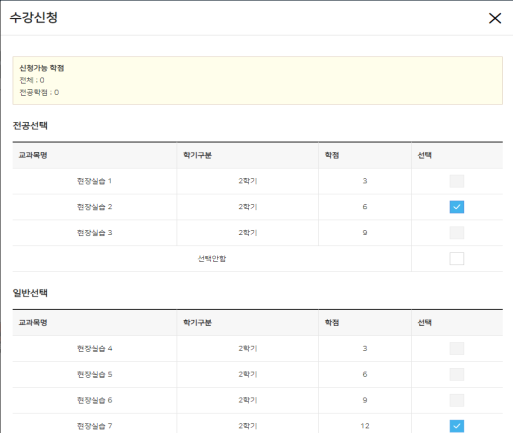 수강신청
신청가능 학점
전체 : 0
전공학점 : 0
전공선택
교과목명 학기구분 학점 선택
현장실습 1 2학기 3
현장실습 2 2학기 6
현장실습 3 2학기 9
선택안함
일반선택
교과목명 학기구분 학점 선택
현장실습 4 2학기 3
현장실습 5 2학기 6
현장실습 6 2학기 9
현장실습 7 2학기 12